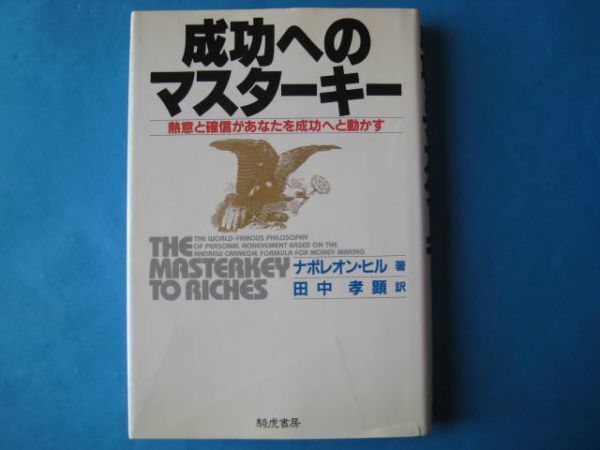 成功への
マスターキー
熱意と確信があなたを成功へと動かす
THE WORLD-FAMOUS PHILOSOPHY
OF PERSONAL ACHIEVEMENT BASED ON THE
ANDREW CARNEGIE FORMULA FOR MONEY-MAKING.
THE
MASTERKEY
TO RICHES
ナポレオン・ヒル 著
田中孝顕 訳
騎虎書房